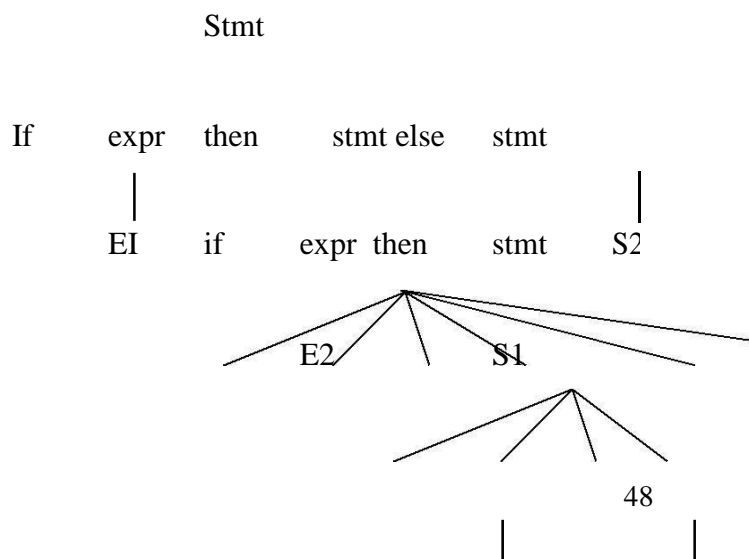 Stmt
If expr then stmt else stmt
EI if expr then stmt S2
E2 S1
48